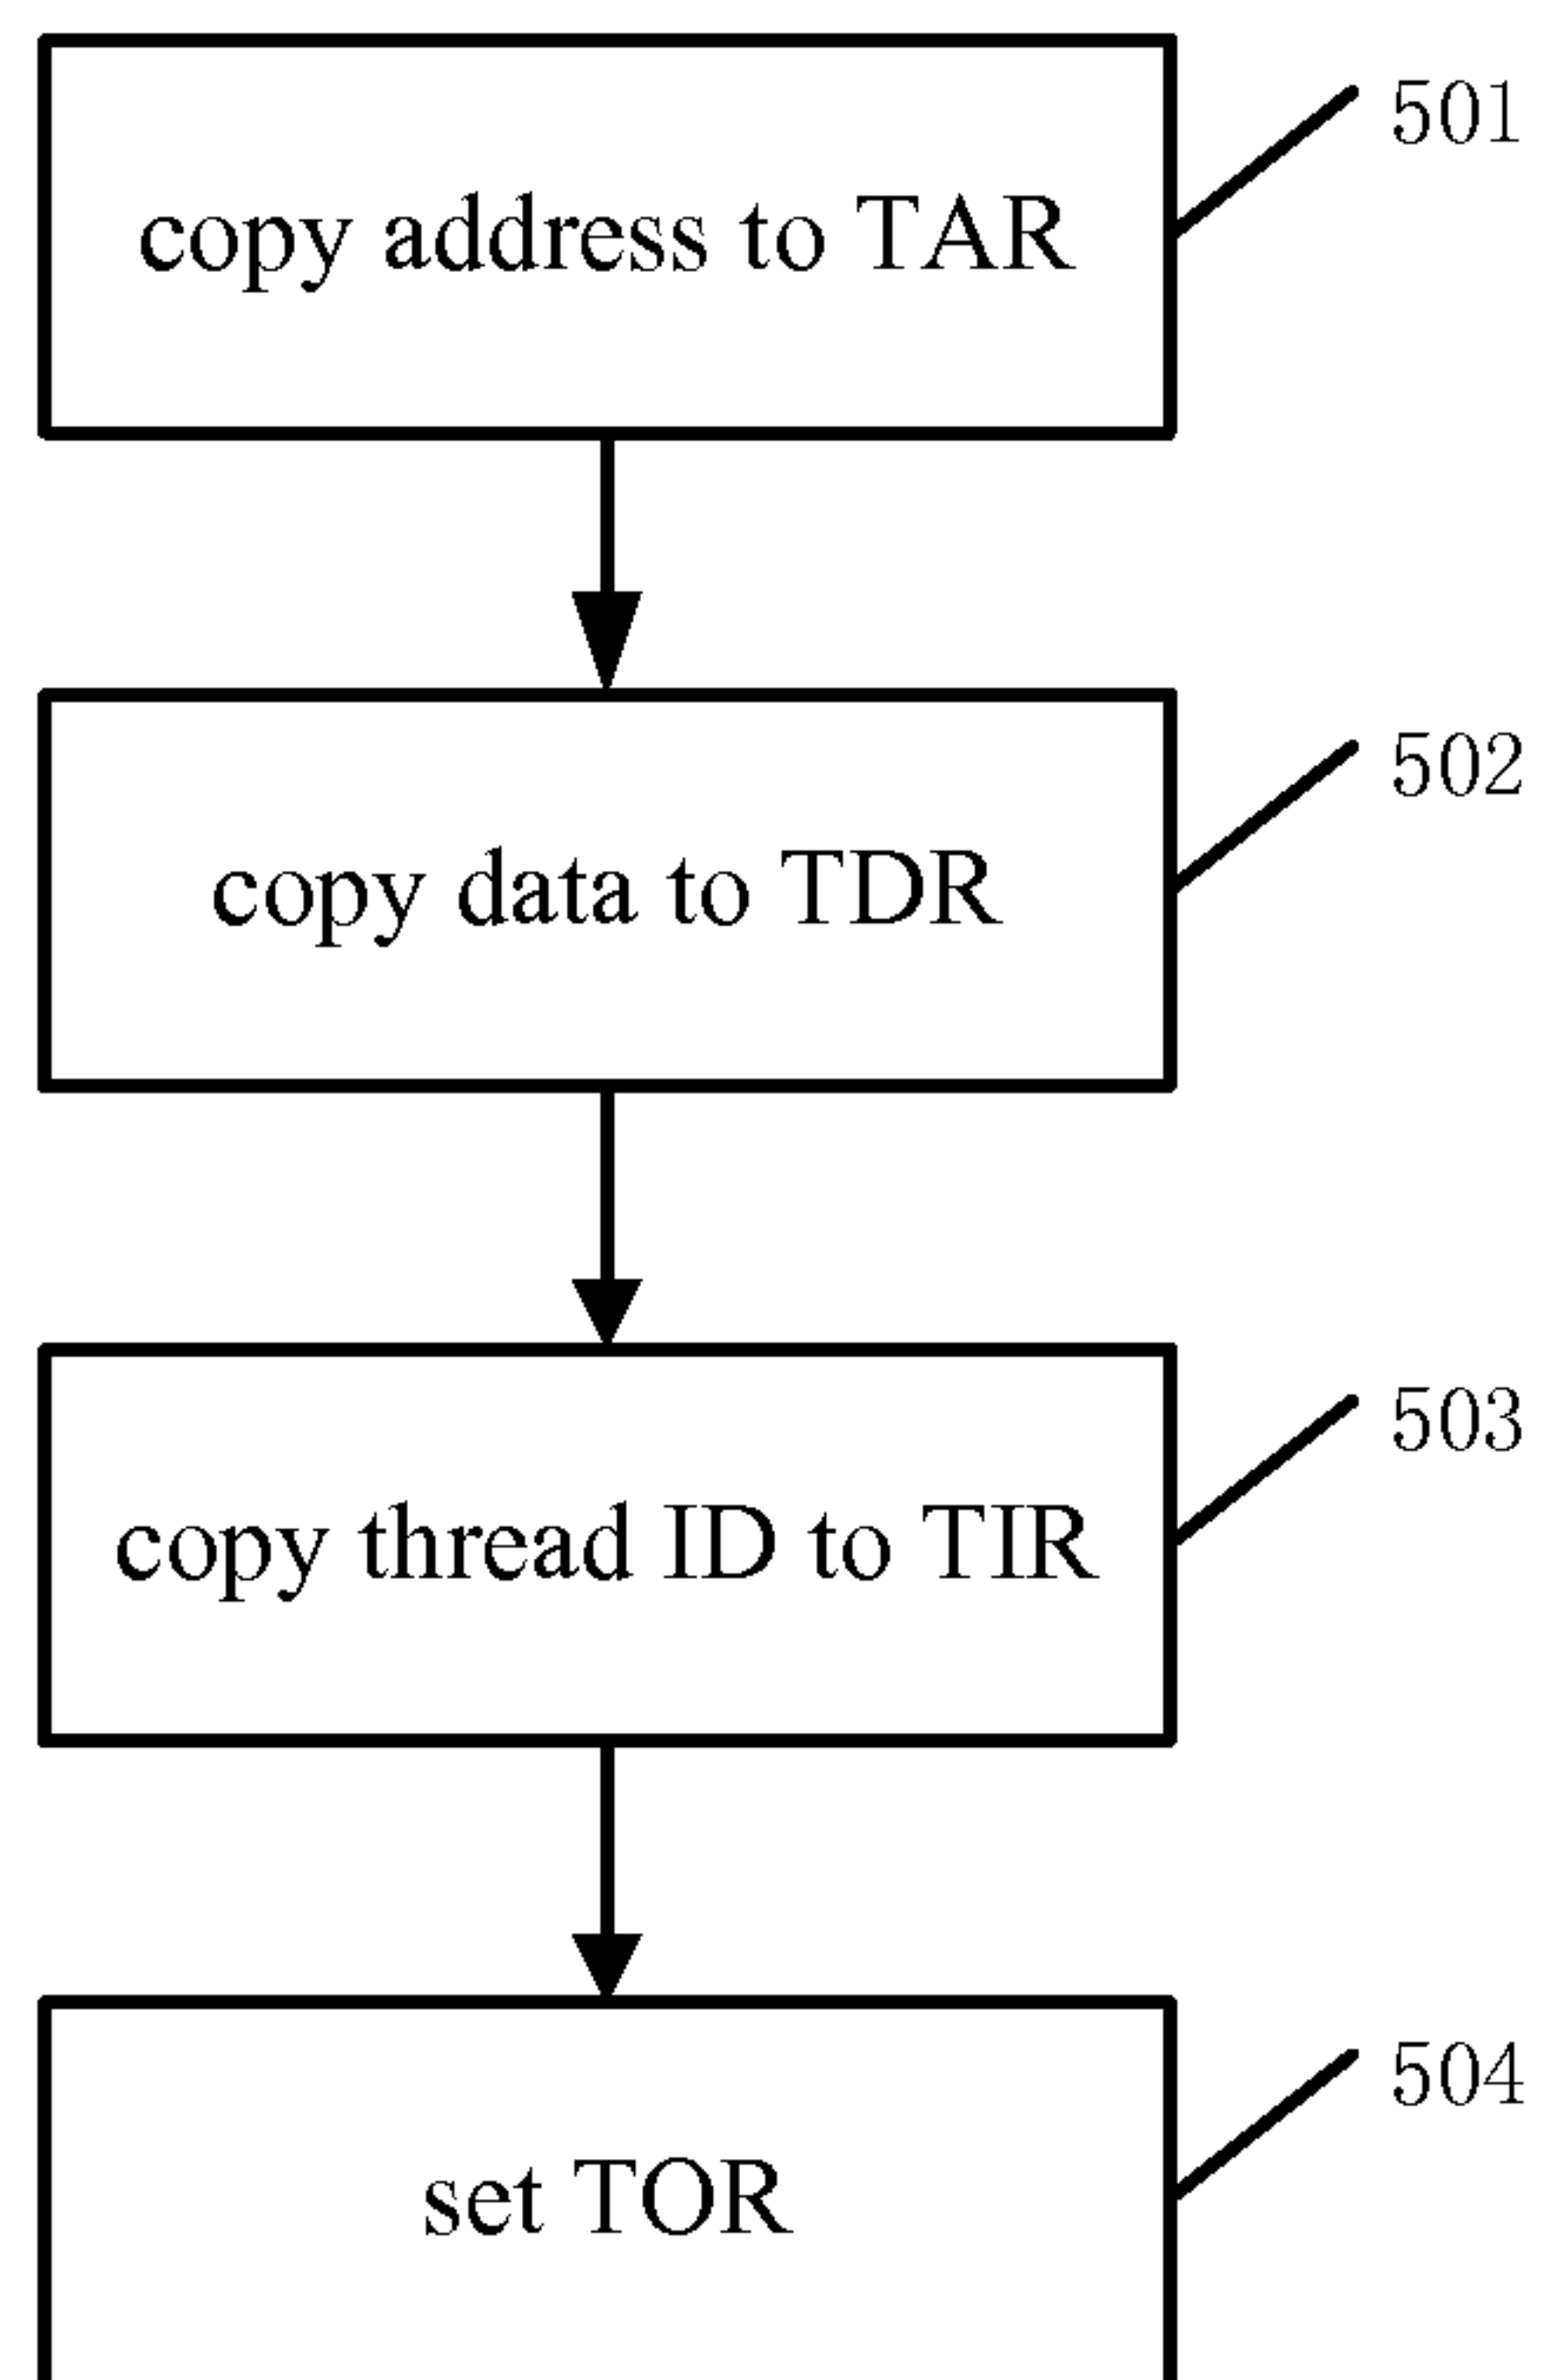 copy address to TAR
501
copy data to TDR
502
copy thread ID to TIR
503
set TOR
504